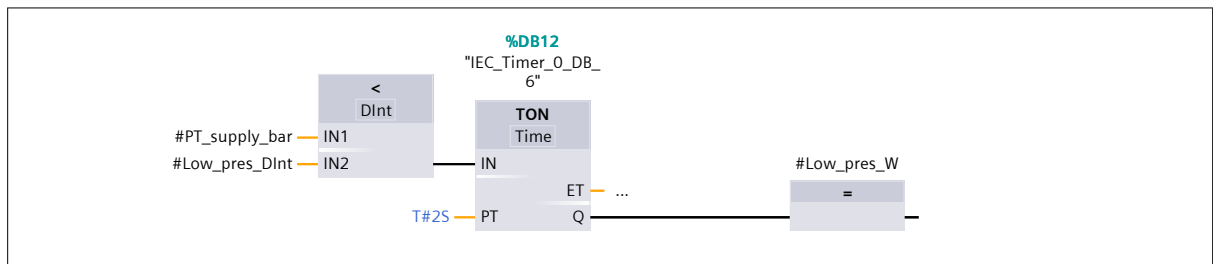 %DB12
"IEC_Timer_0_DB_
6"
<
DInt
TON
Time
#PT_supply_bar
IN1
#Low_pres_DInt
IN2
IN
#Low_pres_W
=
ET
...
T#2S
PT
Q